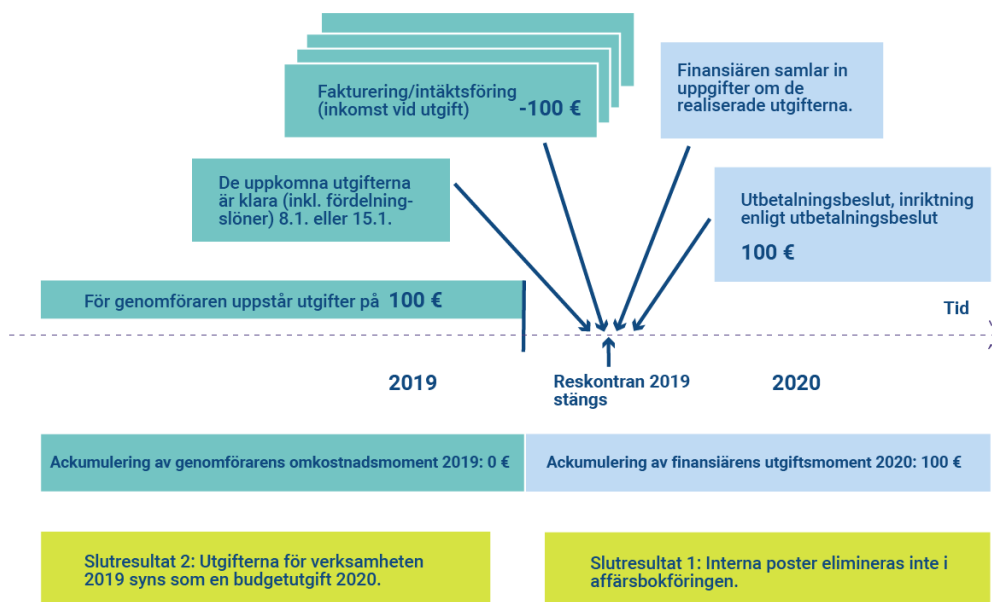 Fakturering/intäktsföring
(inkomst vid utgift) -100 €
Finansiären samlar in
uppgifter om de
realiserade utgifterna.
De uppkomna utgifterna
är klara (inkl. fördelning-
slöner) 8.1. eller 15.1.
Utbetalningsbeslut, inriktning
enligt utbetalningsbeslut
100 €
För genomföraren uppstår utgifter på 100 €
Tid
2019
Reskontran 2019
stängs
2020
Ackumulering av genomförarens omkostnadsmoment 2019: 0 €
Ackumulering av finansiärens utgiftsmoment 2020: 100 €
Slutresultat 2: Utgifterna för verksamheten
2019 syns som en budgetutgift 2020.
Slutresultat 1: Interna poster elimineras inte i
affärsbokföringen.